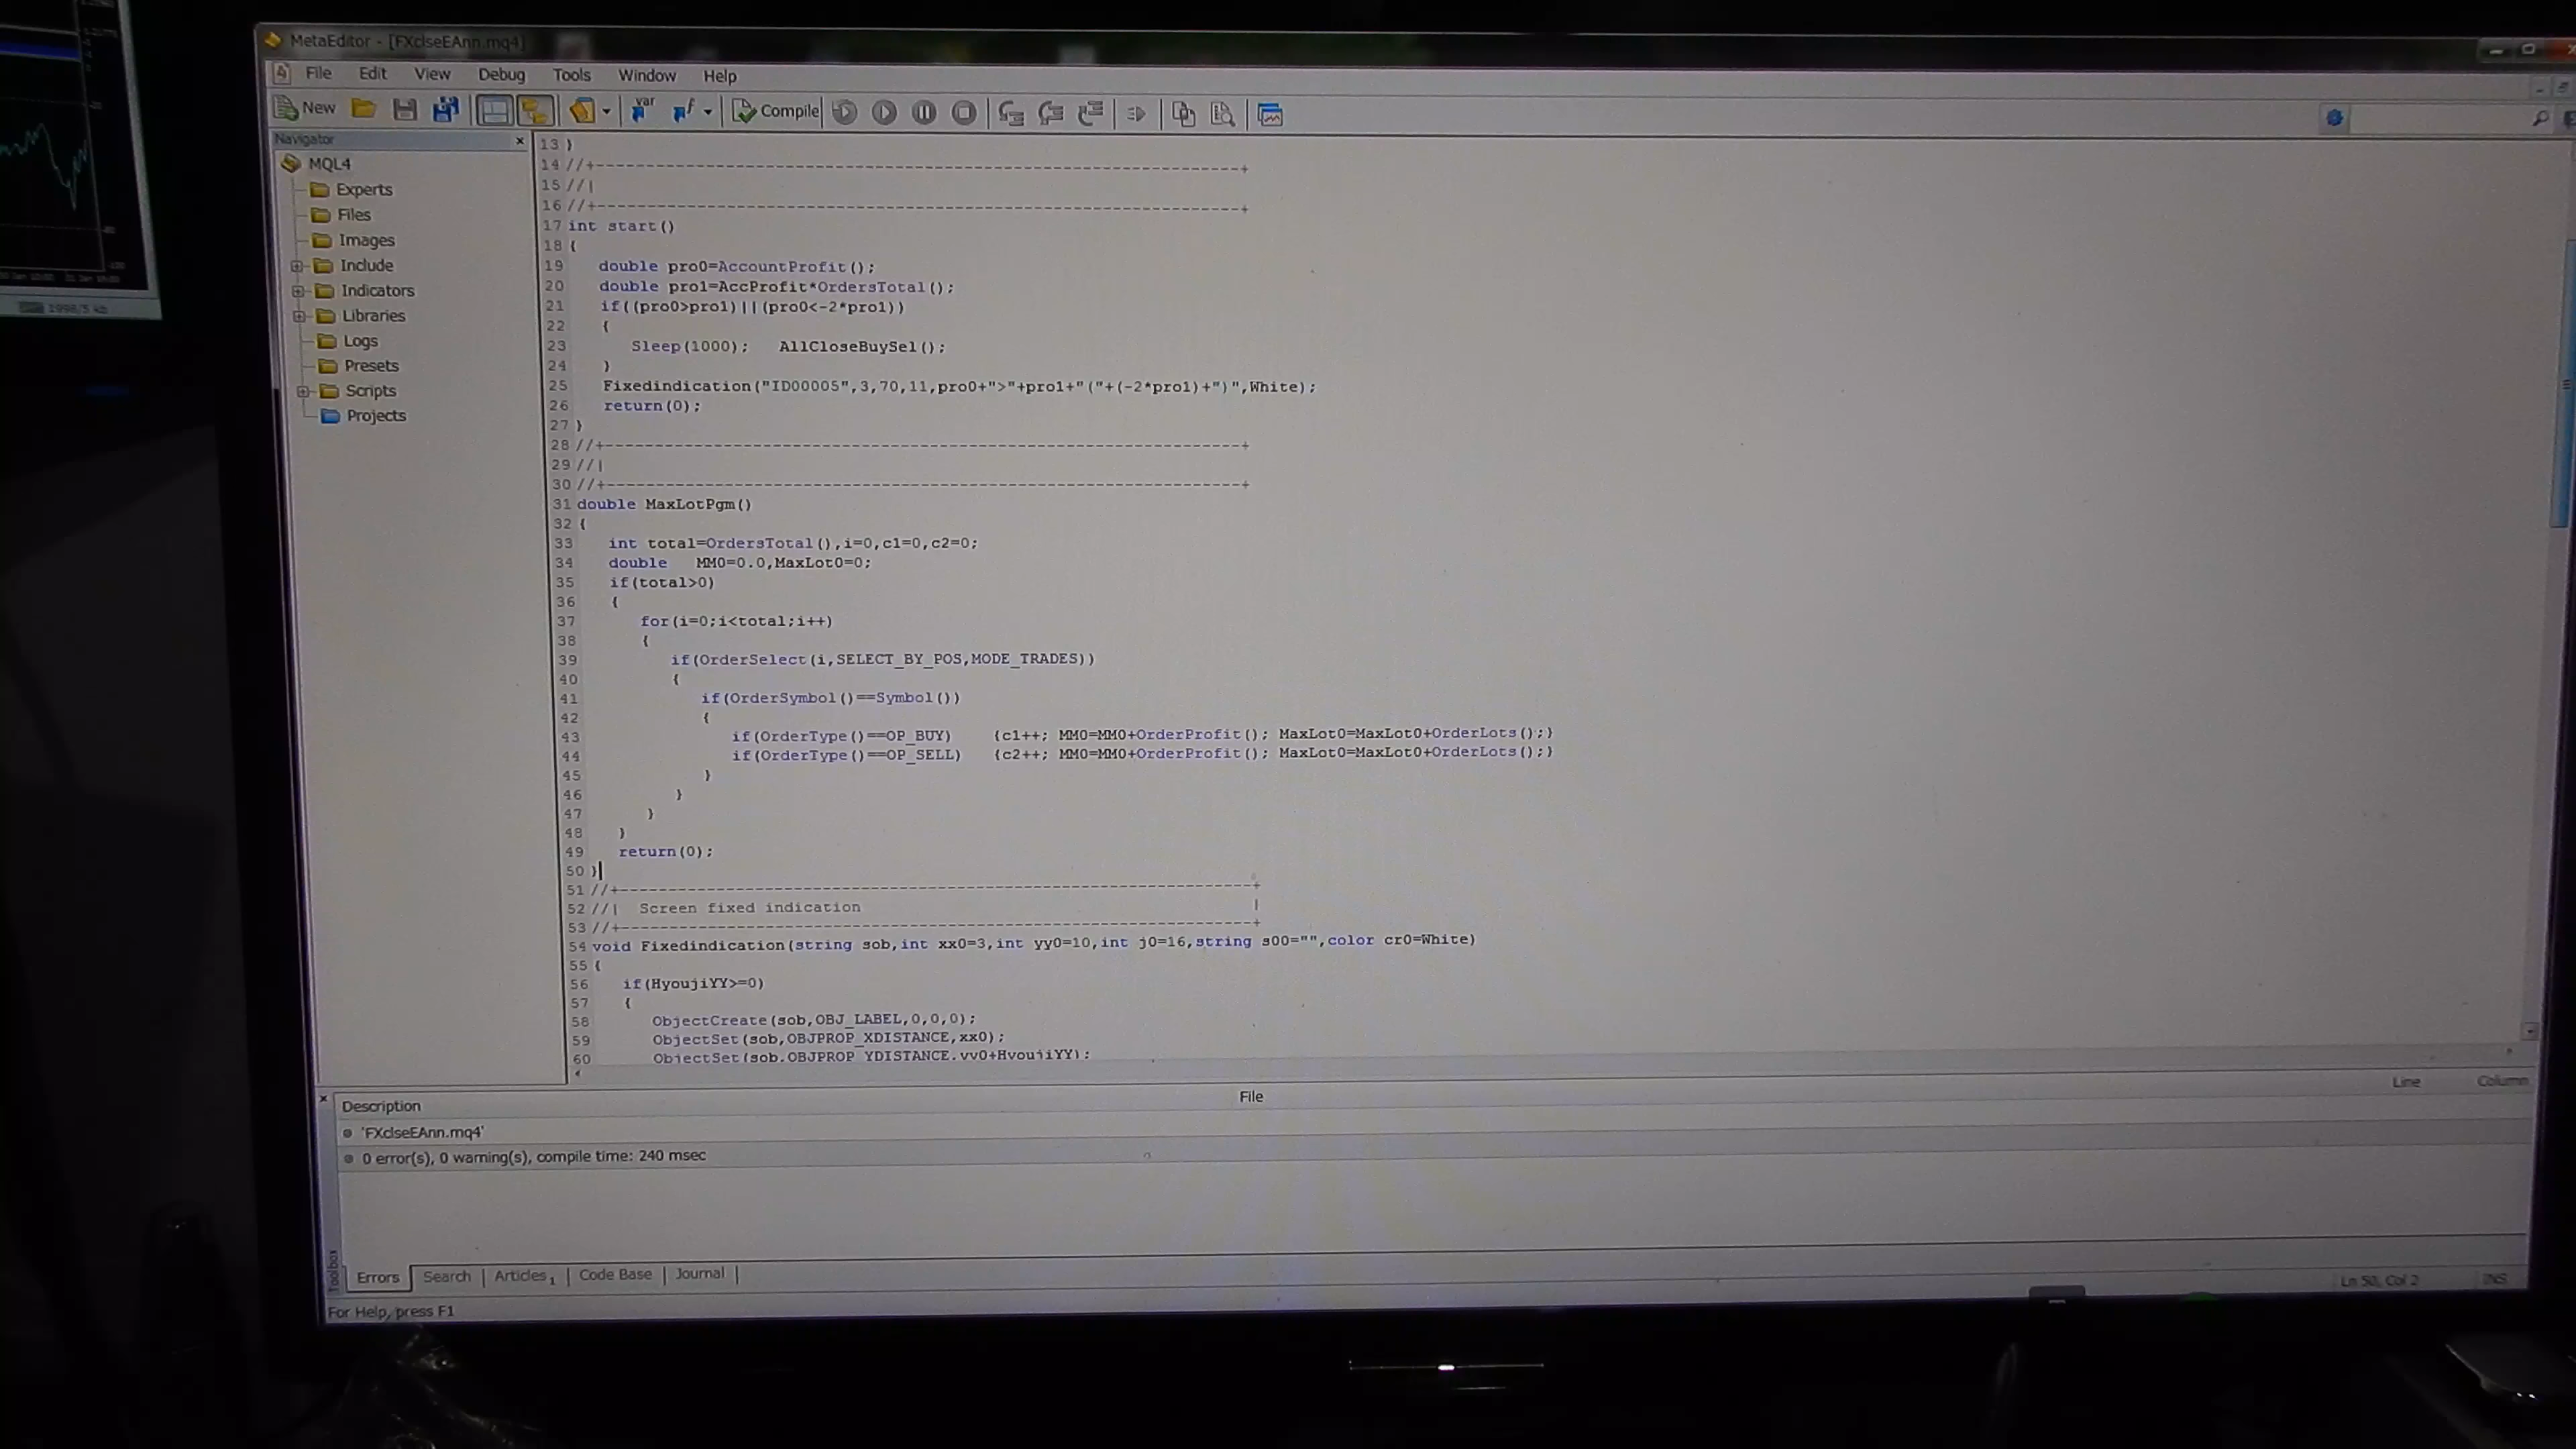 MetaEditor - [FXclseEAnn.mq4]
File Edit View Debug Tools Window Help
New var f Compile
Navigator
MQL4
Experts
Files
Images
Include
Indicators
Libraries
Logs
Presets
Scripts
Projects
13 }
14 //+------------------------------------------------------------------+
15 //|
16 //+------------------------------------------------------------------+
17 int start()
18 {
19 double pro0=AccountProfit();
20 double pro1=AccProfit*OrdersTotal();
21 if((pro0>pro1)||(pro0<-2*pro1))
22 {
23 Sleep(1000); AllCloseBuySel();
24 }
25 Fixedindication("ID00005",3,70,11,pro0+">"+pro1+"("+(-2*pro1)+")",White);
26 return(0);
27 }
28 //+------------------------------------------------------------------+
29 //|
30 //+------------------------------------------------------------------+
31 double MaxLotPgm()
32 {
33 int total=OrdersTotal(),i=0,c1=0,c2=0;
34 double MM0=0.0,MaxLot0=0;
35 if(total>0)
36 {
37 for(i=0;i<total;i++)
38 {
39 if(OrderSelect(i,SELECT_BY_POS,MODE_TRADES))
40 {
41 if(OrderSymbol()==Symbol())
42 {
43 if(OrderType()==OP_BUY) {c1++; MM0=MM0+OrderProfit(); MaxLot0=MaxLot0+OrderLots();}
44 if(OrderType()==OP_SELL) {c2++; MM0=MM0+OrderProfit(); MaxLot0=MaxLot0+OrderLots();}
45 }
46 }
47 }
48 }
49 return(0);
50 }
51 //+------------------------------------------------------------------+
52 //| Screen fixed indication |
53 //+------------------------------------------------------------------+
54 void Fixedindication(string sob,int xx0=3,int yy0=10,int j0=16,string s00="",color cr0=White)
55 {
56 if(HyoujiYY>=0)
57 {
58 ObjectCreate(sob,OBJ_LABEL,0,0,0);
59 ObjectSet(sob,OBJPROP_XDISTANCE,xx0);
60 ObjectSet(sob,OBJPROP_YDISTANCE,yy0+HyoujiYY);
Description File Line Column
'FXclseEAnn.mq4'
0 error(s), 0 warning(s), compile time: 240 msec
Toolbox
Errors Search Articles 1 Code Base Journal
For Help, press F1 Ln 50, Col 2 INS
1998/5 kb